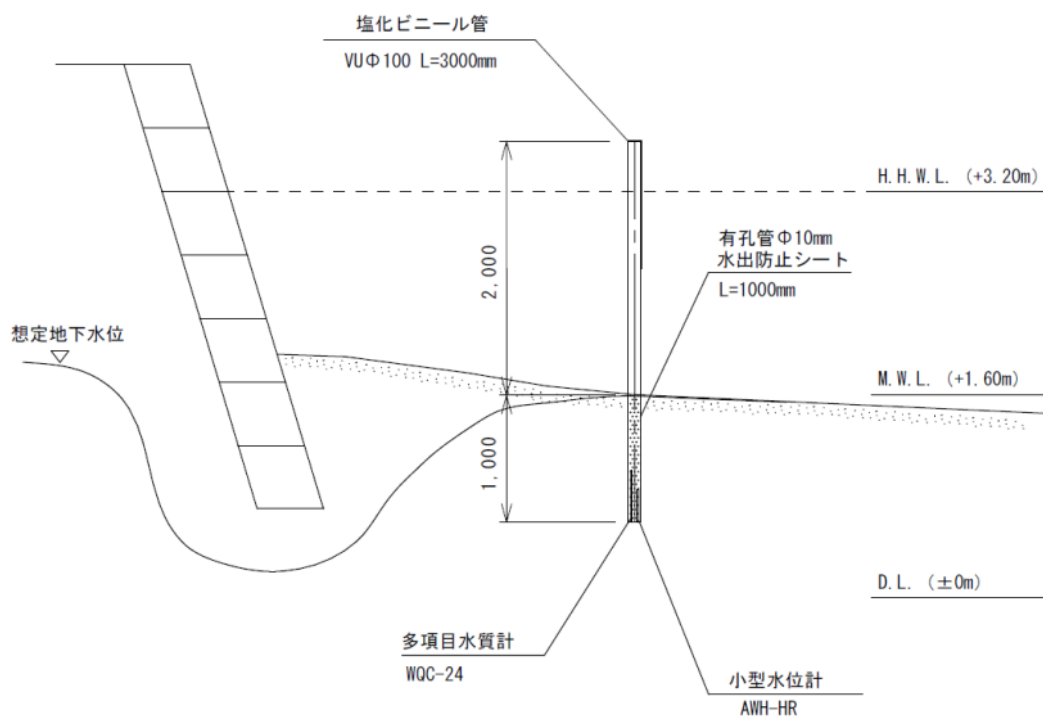 塩化ビニール管
VUΦ100 L=3000mm
H.H.W.L. (+3.20m)
有孔管Φ10mm
水出防止シート
L=1000mm
2,000
想定地下水位
M.W.L. (+1.60m)
1,000
D.L. (±0m)
多項目水質計
WQC-24
小型水位計
AWH-HR